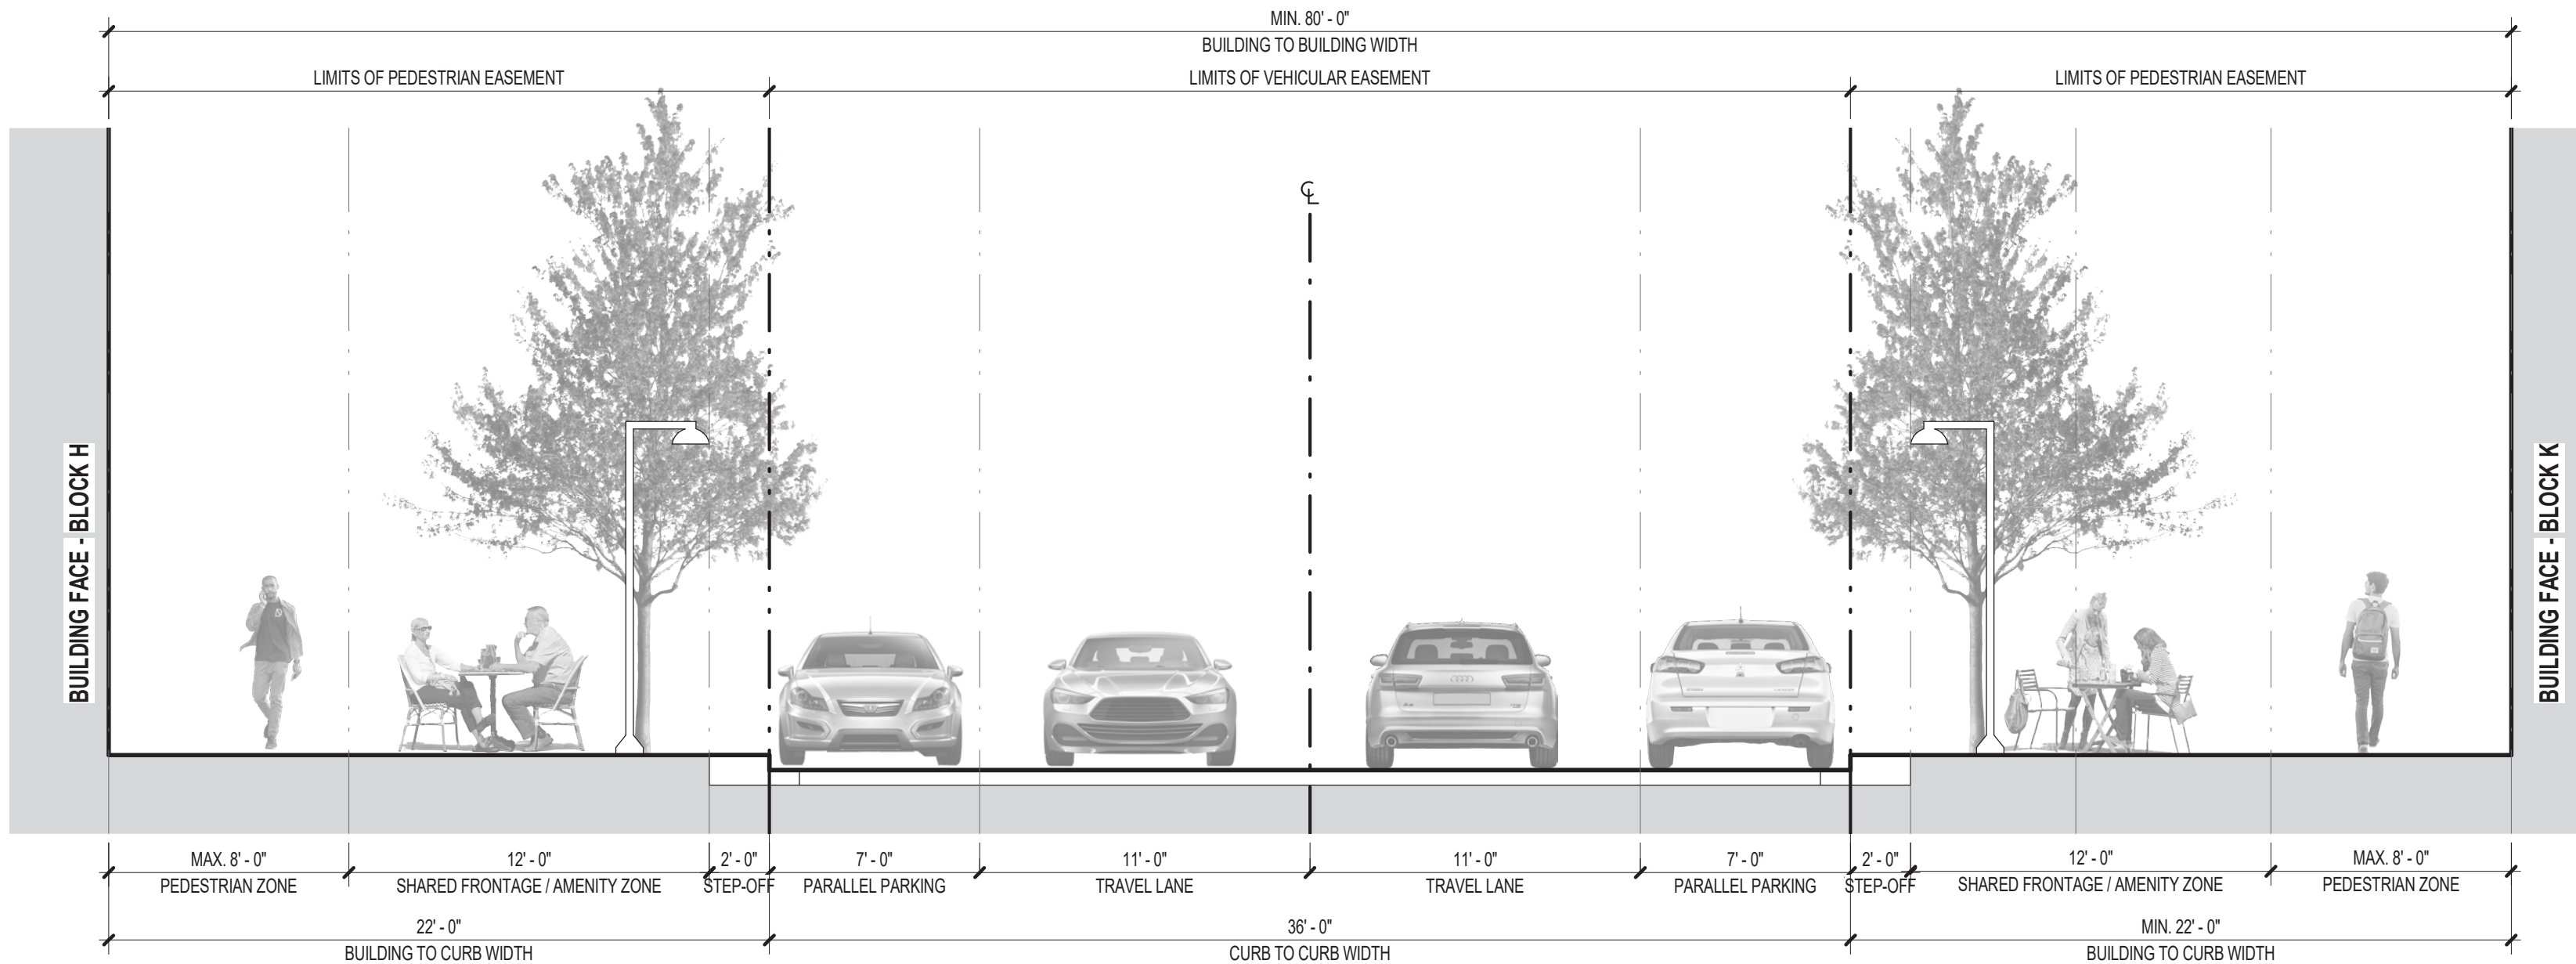 MIN. 80' - 0"
BUILDING TO BUILDING WIDTH
LIMITS OF PEDESTRIAN EASEMENT
LIMITS OF VEHICULAR EASEMENT
LIMITS OF PEDESTRIAN EASEMENT
CL
BUILDING FACE - BLOCK H
BUILDING FACE - BLOCK K
MAX. 8' - 0"
12' - 0"
2' - 0"
7' - 0"
11' - 0"
11' - 0"
7' - 0"
2' - 0"
12' - 0"
MAX. 8' - 0"
PEDESTRIAN ZONE
SHARED FRONTAGE / AMENITY ZONE
STEP-OFF
PARALLEL PARKING
TRAVEL LANE
TRAVEL LANE
PARALLEL PARKING
STEP-OFF
SHARED FRONTAGE / AMENITY ZONE
PEDESTRIAN ZONE
22' - 0"
36' - 0"
MIN. 22' - 0"
BUILDING TO CURB WIDTH
CURB TO CURB WIDTH
BUILDING TO CURB WIDTH